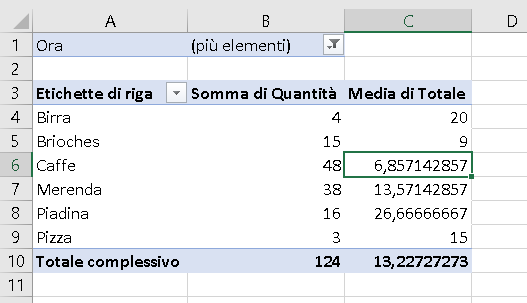 A B C D
1 Ora (più elementi)
2
3 Etichette di riga Somma di Quantità Media di Totale
4 Birra 4 20
5 Brioches 15 9
6 Caffe 48 6,857142857
7 Merenda 38 13,57142857
8 Piadina 16 26,66666667
9 Pizza 3 15
10 Totale complessivo 124 13,22727273
11